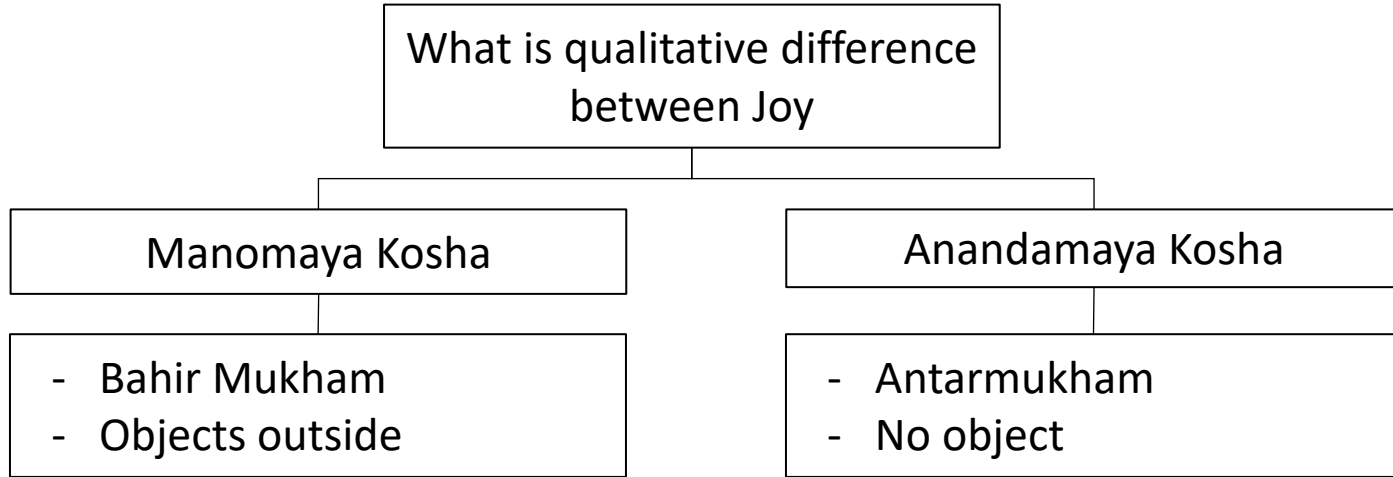 What is qualitative difference
between Joy
Manomaya Kosha
Anandamaya Kosha
- Bahir Mukham
- Objects outside
- Antarmukham
- No object